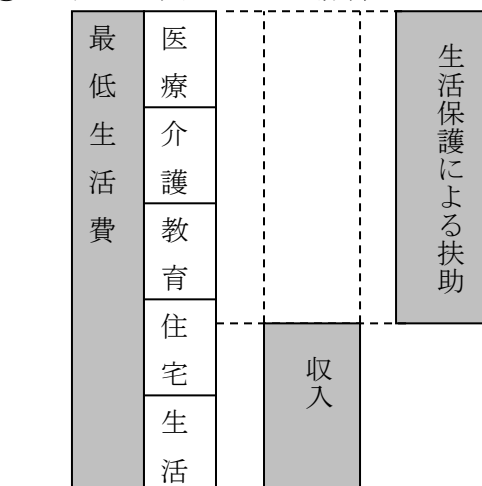 最低生活費
医療
介護
教育
住宅
生活
収入
生活保護による扶助